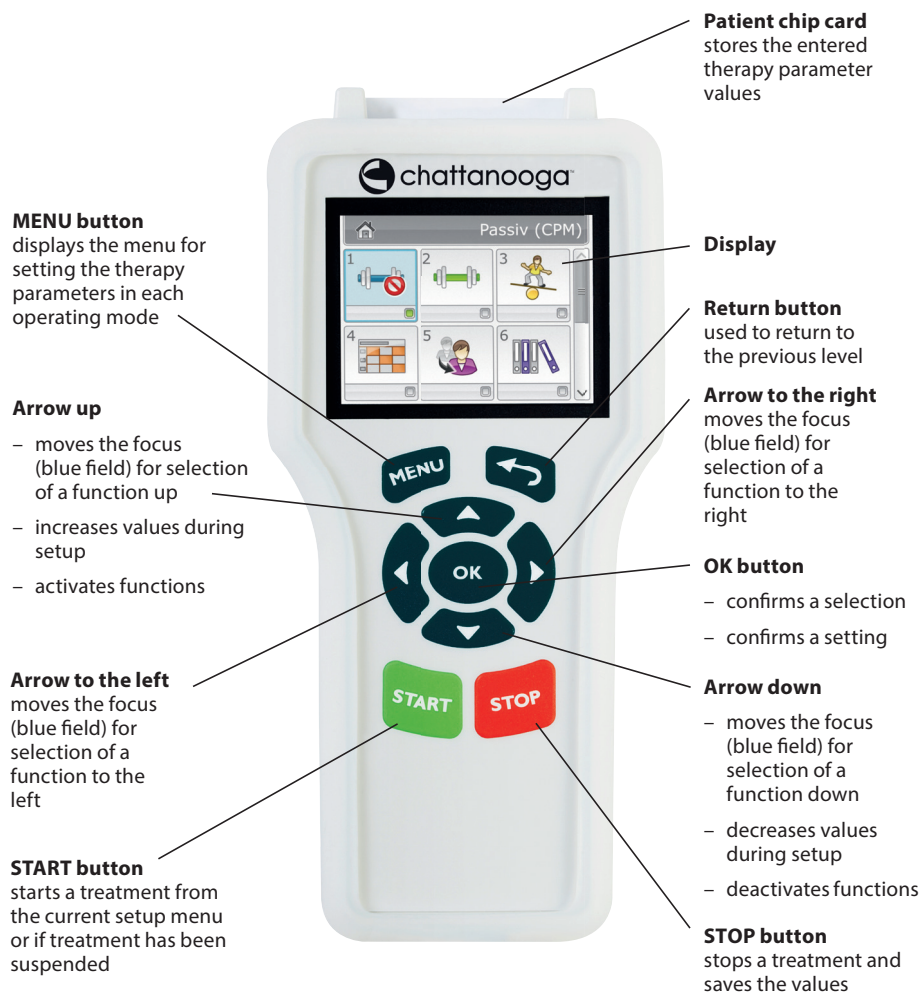 Patient chip card
stores the entered
therapy parameter
values
chattanooga
MENU button
displays the menu for
setting the therapy
parameters in each
operating mode
Passiv (CPM)
1
2
3
4
5
6
Display
Return button
used to return to
the previous level
Arrow up
– moves the focus
(blue field) for selection
of a function up
– increases values during
setup
– activates functions
Arrow to the right
moves the focus
(blue field) for
selection of a
function to the
right
MENU
OK
OK button
– confirms a selection
– confirms a setting
Arrow to the left
moves the focus
(blue field) for
selection of a
function to the
left
START
STOP
Arrow down
– moves the focus
(blue field) for
selection of a
function down
– decreases values
during setup
– deactivates functions
START button
starts a treatment from
the current setup menu
or if treatment has been
suspended
STOP button
stops a treatment and
saves the values